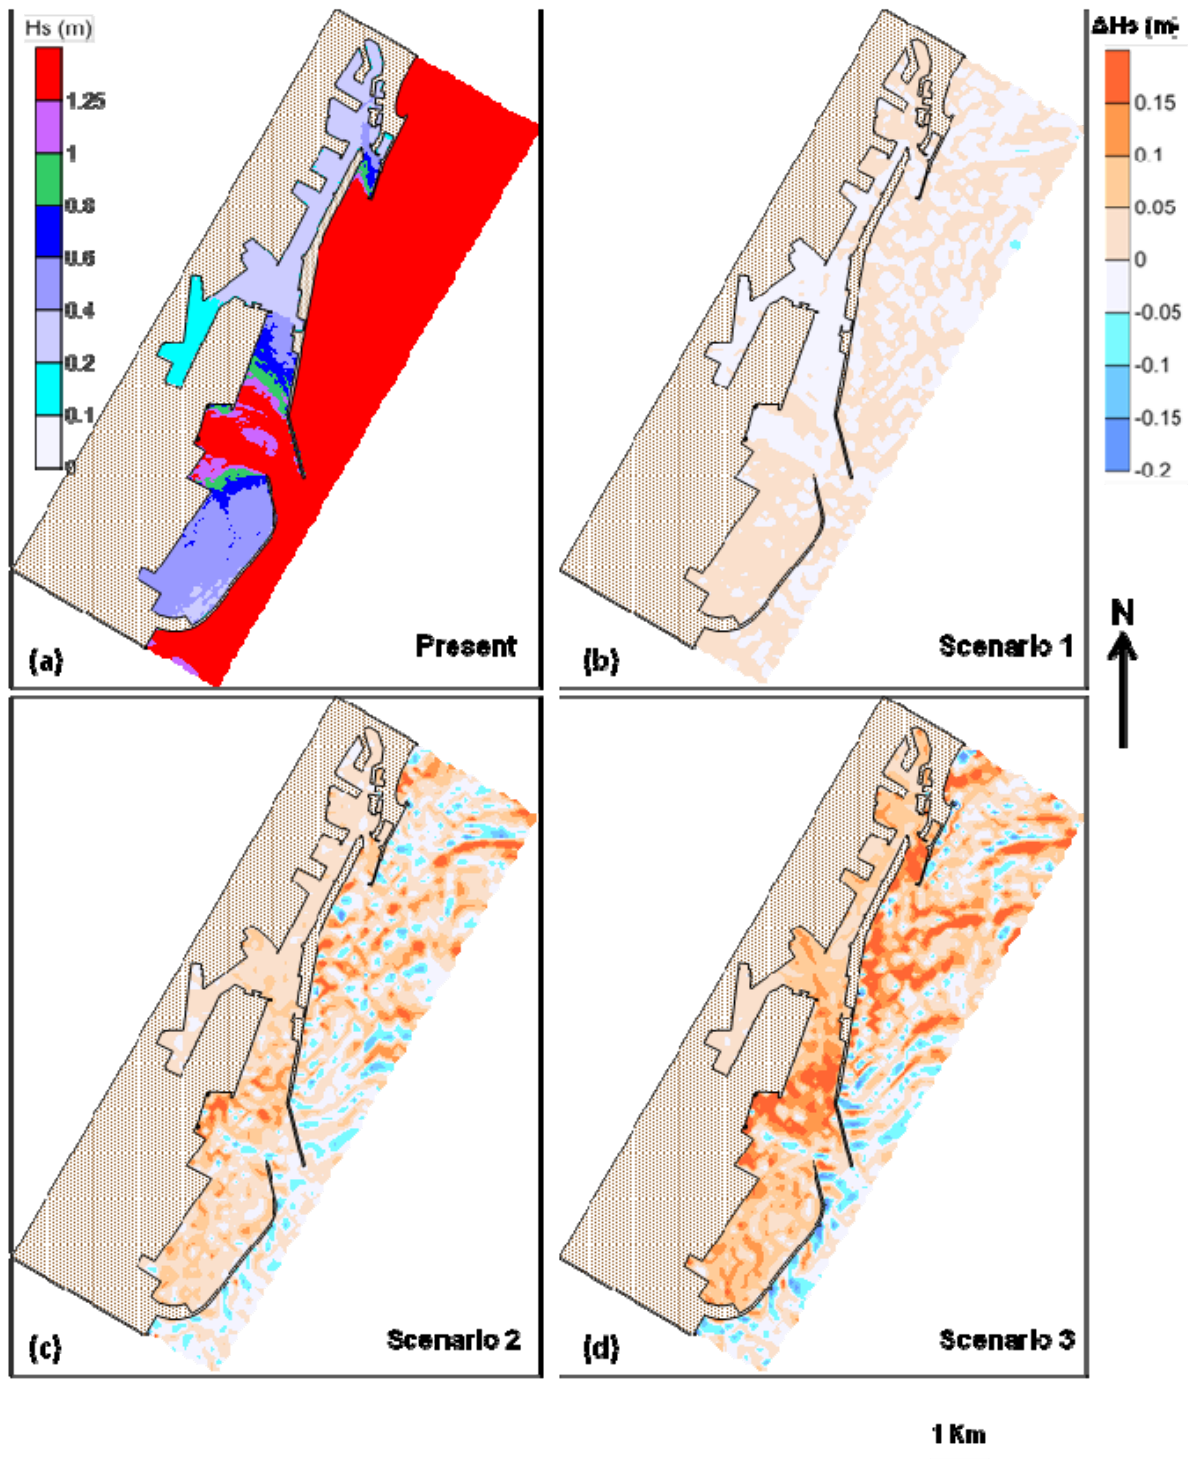 Hs (m)
1.25
1
0.8
0.6
0.4
0.2
0.1
0
(a)
Present
(b)
Scenario 1
ΔHs (m)
0.15
0.1
0.05
0
-0.05
-0.1
-0.15
-0.2
N
(c)
Scenario 2
(d)
Scenario 3
1 Km